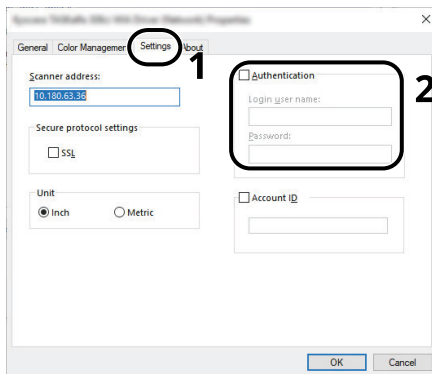 General Color Managemen Settings About
1
Scanner address:
10.180.63.36
Secure protocol settings
SSL
Unit
Inch Metric
Authentication
Login user name:
Password:
2
Account ID
OK Cancel